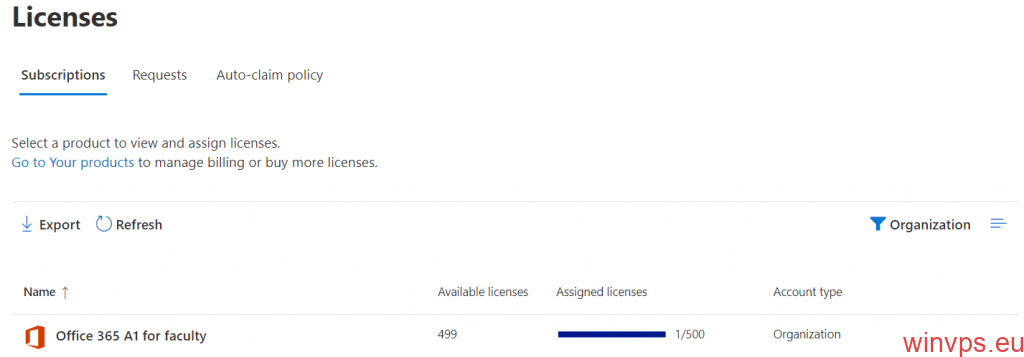 Licenses
Subscriptions Requests Auto-claim policy
Select a product to view and assign licenses.
Go to Your products to manage billing or buy more licenses.
Export Refresh Organization
Name ↑ Available licenses Assigned licenses Account type
Office 365 A1 for faculty 499 1/500 Organization
winvps.eu